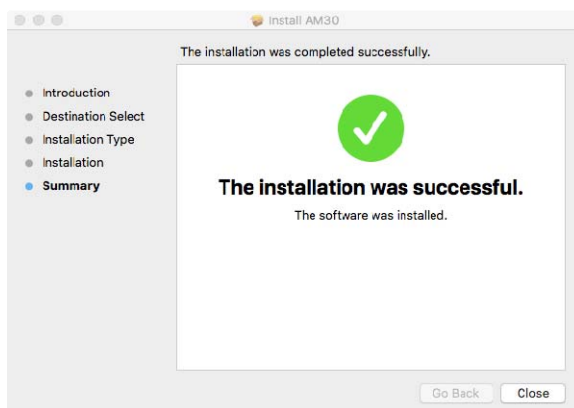 Install AM30
The installation was completed successfully.
Introduction
Destination Select
Installation Type
Installation
Summary
The installation was successful.
The software was installed.
Go Back
Close